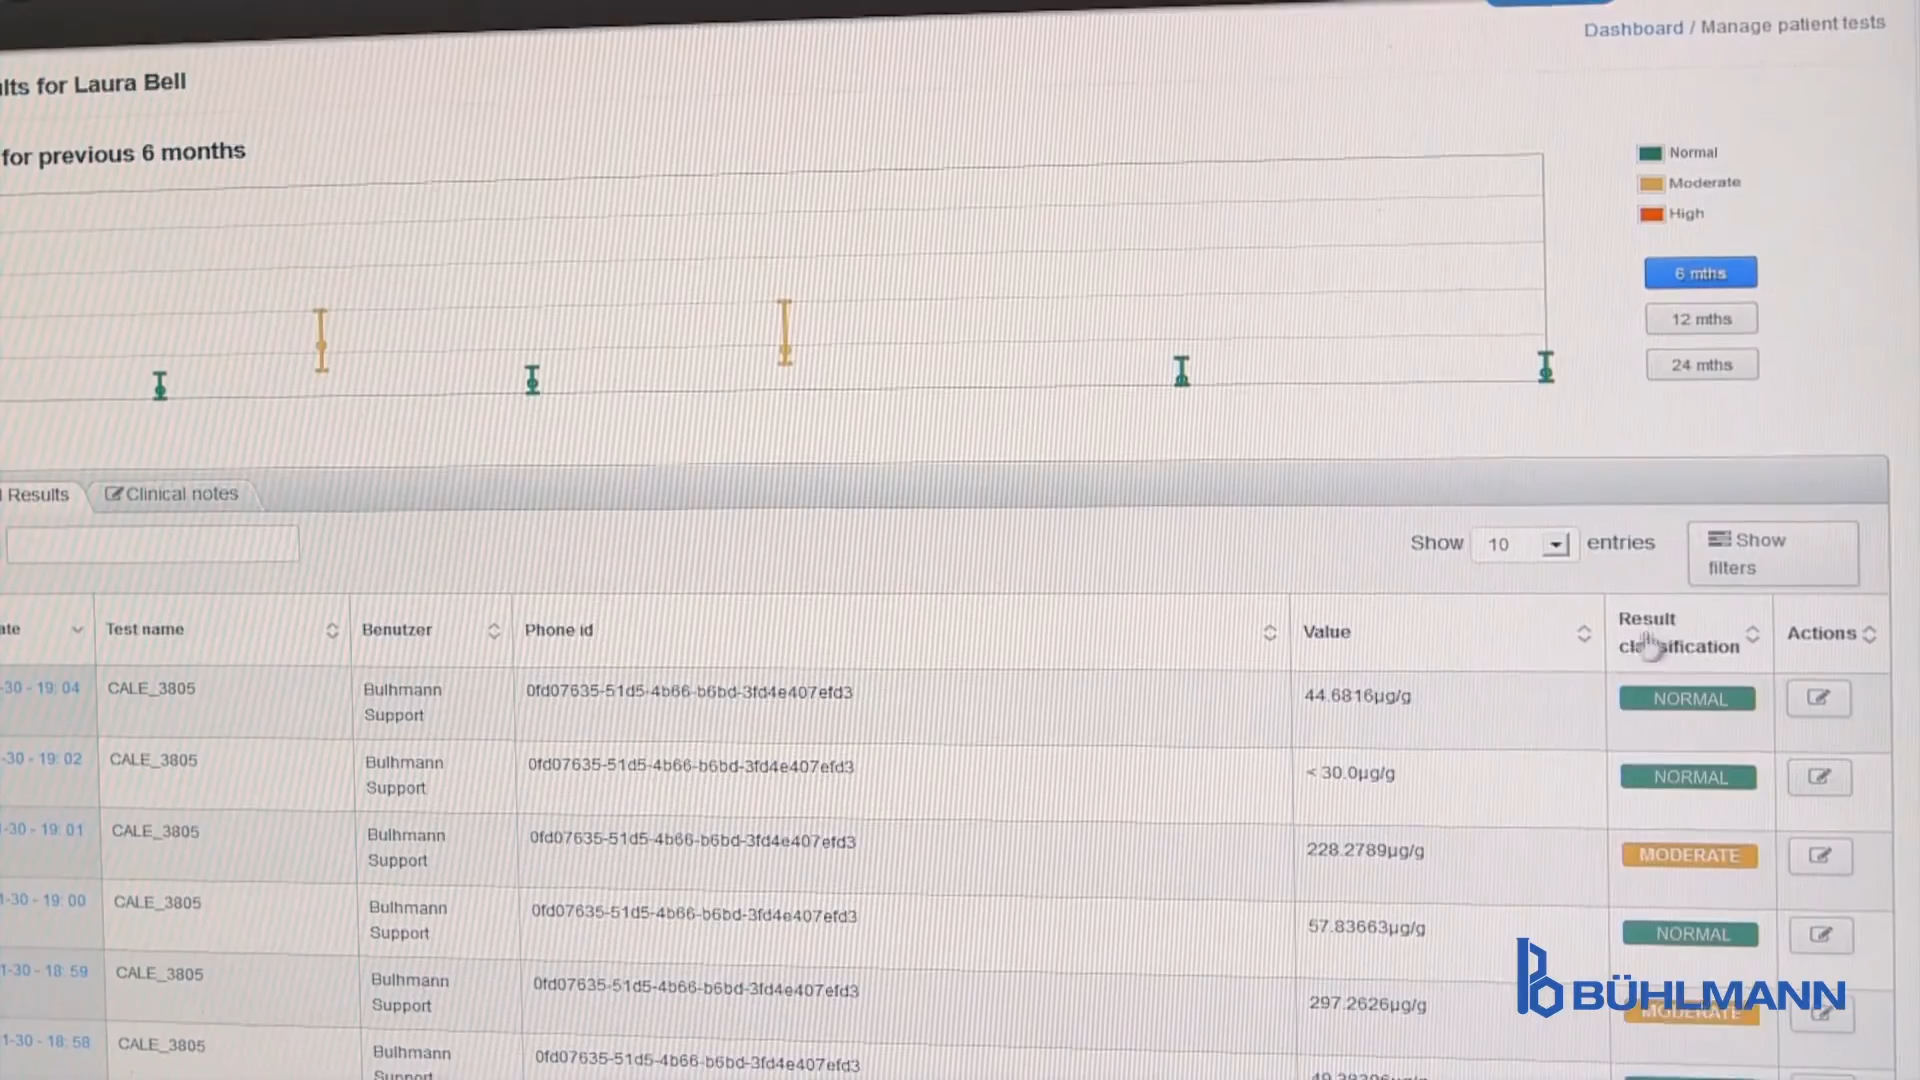 Dashboard / Manage patient tests
lts for Laura Bell
for previous 6 months
Normal
Moderate
High
6 mths
12 mths
24 mths
Results
Clinical notes
Show 10 entries
Show
filters
ate Test name Benutzer Phone id Value Result classification Actions
-30 - 19: 04 CALE_3805 Bulhmann Support 0fd07635-51d5-4b66-b6bd-3fd4e407efd3 44.6816µg/g NORMAL
-30 - 19: 02 CALE_3805 Bulhmann Support 0fd07635-51d5-4b66-b6bd-3fd4e407efd3 < 30.0µg/g NORMAL
-30 - 19: 01 CALE_3805 Bulhmann Support 0fd07635-51d5-4b66-b6bd-3fd4e407efd3 228.2789µg/g MODERATE
1-30 - 19: 00 CALE_3805 Bulhmann Support 0fd07635-51d5-4b66-b6bd-3fd4e407efd3 57.83663µg/g NORMAL
1-30 - 18: 59 CALE_3805 Bulhmann Support 0fd07635-51d5-4b66-b6bd-3fd4e407efd3 297.2626µg/g MODERATE
1-30 - 18: 58 CALE_3805 Bulhmann Support 0fd07635-51d5-4b66-b6bd-3fd4e407efd3
BÜHLMANN